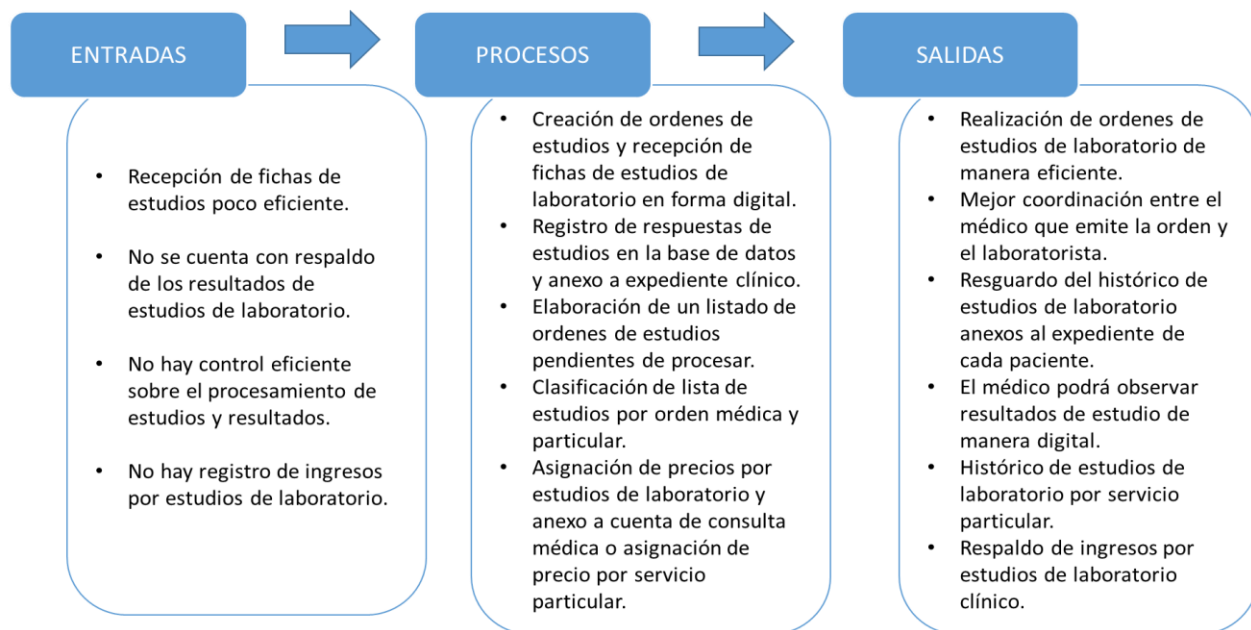 ENTRADAS
Recepción de fichas de
estudios poco eficiente.
No se cuenta con respaldo
de los resultados de
estudios de laboratorio.
No hay control eficiente
sobre el procesamiento de
estudios y resultados.
No hay registro de ingresos
por estudios de laboratorio.
PROCESOS
Creación de ordenes de
estudios y recepción de
fichas de estudios de
laboratorio en forma digital.
Registro de respuestas de
estudios en la base de datos
y anexo a expediente clínico.
Elaboración de un listado de
ordenes de estudios
pendientes de procesar.
Clasificación de lista de
estudios por orden médica y
particular.
Asignación de precios por
estudios de laboratorio y
anexo a cuenta de consulta
médica o asignación de
precio por servicio
particular.
SALIDAS
Realización de ordenes de
estudios de laboratorio de
manera eficiente.
Mejor coordinación entre el
médico que emite la orden y
el laboratorista.
Resguardo del histórico de
estudios de laboratorio
anexos al expediente de
cada paciente.
El médico podrá observar
resultados de estudio de
manera digital.
Histórico de estudios de
laboratorio por servicio
particular.
Respaldo de ingresos por
estudios de laboratorio
clínico.